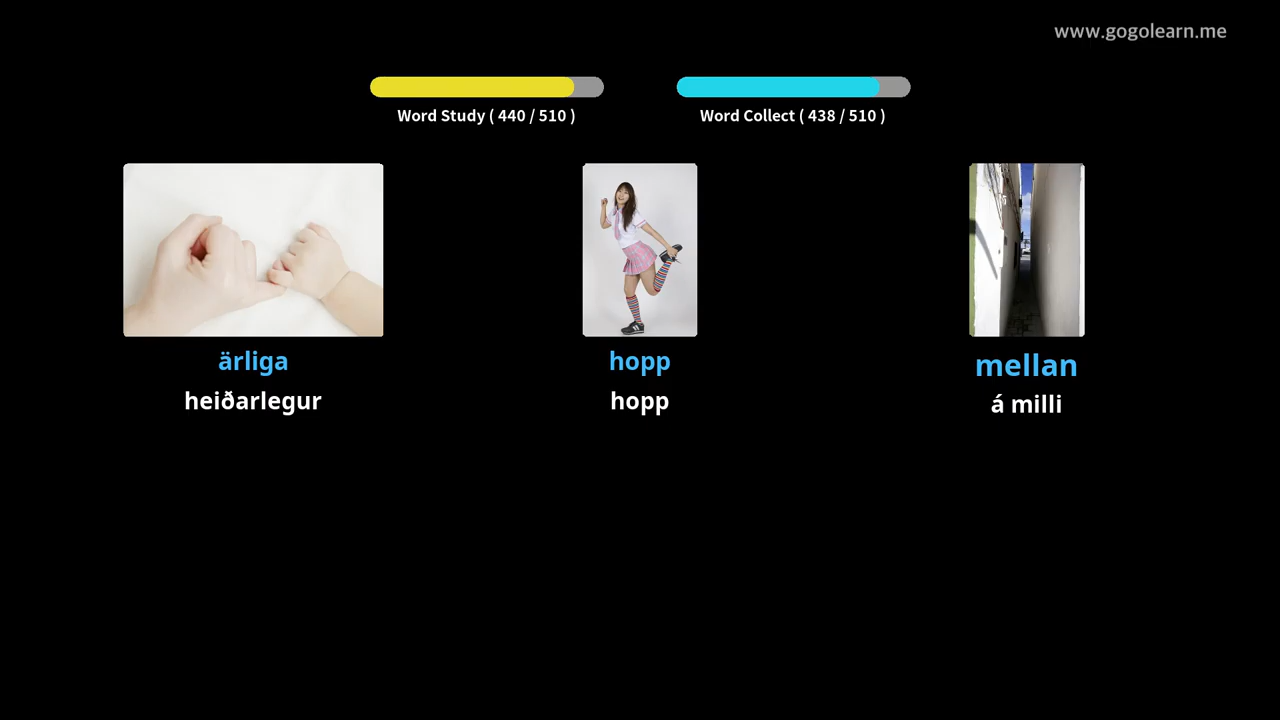 www.gogolearn.me
Word Study ( 440 / 510 )
Word Collect ( 438 / 510 )
ärliga
hopp
mellan
heiðarlegur
hopp
á milli